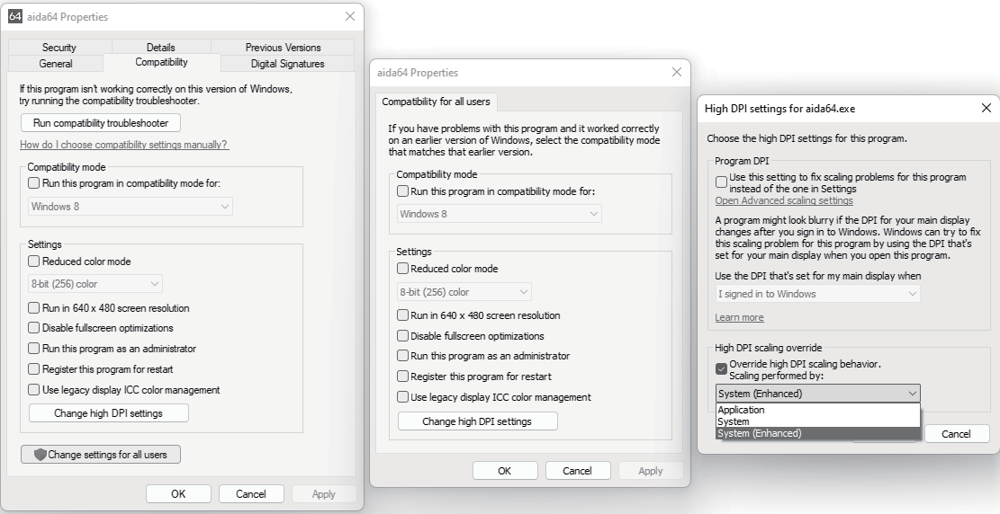 64 aida64 Properties
Security Details Previous Versions
General Compatibility Digital Signatures
If this program isn't working correctly on this version of Windows,
try running the compatibility troubleshooter.
Run compatibility troubleshooter
How do I choose compatibility settings manually?
Compatibility mode
Run this program in compatibility mode for:
Windows 8
Settings
Reduced color mode
8-bit (256) color
Run in 640 x 480 screen resolution
Disable fullscreen optimizations
Run this program as an administrator
Register this program for restart
Use legacy display ICC color management
Change high DPI settings
Change settings for all users
OK Cancel Apply
aida64 Properties
Compatibility for all users
If you have problems with this program and it worked correctly
on an earlier version of Windows, select the compatibility mode
that matches that earlier version.
Compatibility mode
Run this program in compatibility mode for:
Windows 8
Settings
Reduced color mode
8-bit (256) color
Run in 640 x 480 screen resolution
Disable fullscreen optimizations
Run this program as an administrator
Register this program for restart
Use legacy display ICC color management
Change high DPI settings
OK Cancel Apply
High DPI settings for aida64.exe
Choose the high DPI settings for this program.
Program DPI
Use this setting to fix scaling problems for this program
instead of the one in Settings
Open Advanced scaling settings
A program might look blurry if the DPI for your main display
changes after you sign in to Windows. Windows can try to fix
this scaling problem for this program by using the DPI that's
set for your main display when you open this program.
Use the DPI that's set for my main display when
I signed in to Windows
Learn more
High DPI scaling override
Override high DPI scaling behavior.
Scaling performed by:
System (Enhanced)
Application
System
System (Enhanced)
Cancel